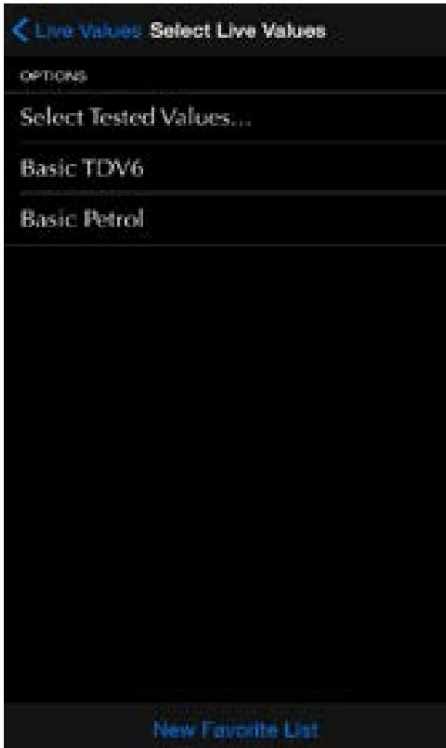 Live Values Select Live Values
OPTIONS
Select Tested Values...
Basic TDV6
Basic Petrol
New Favorite List